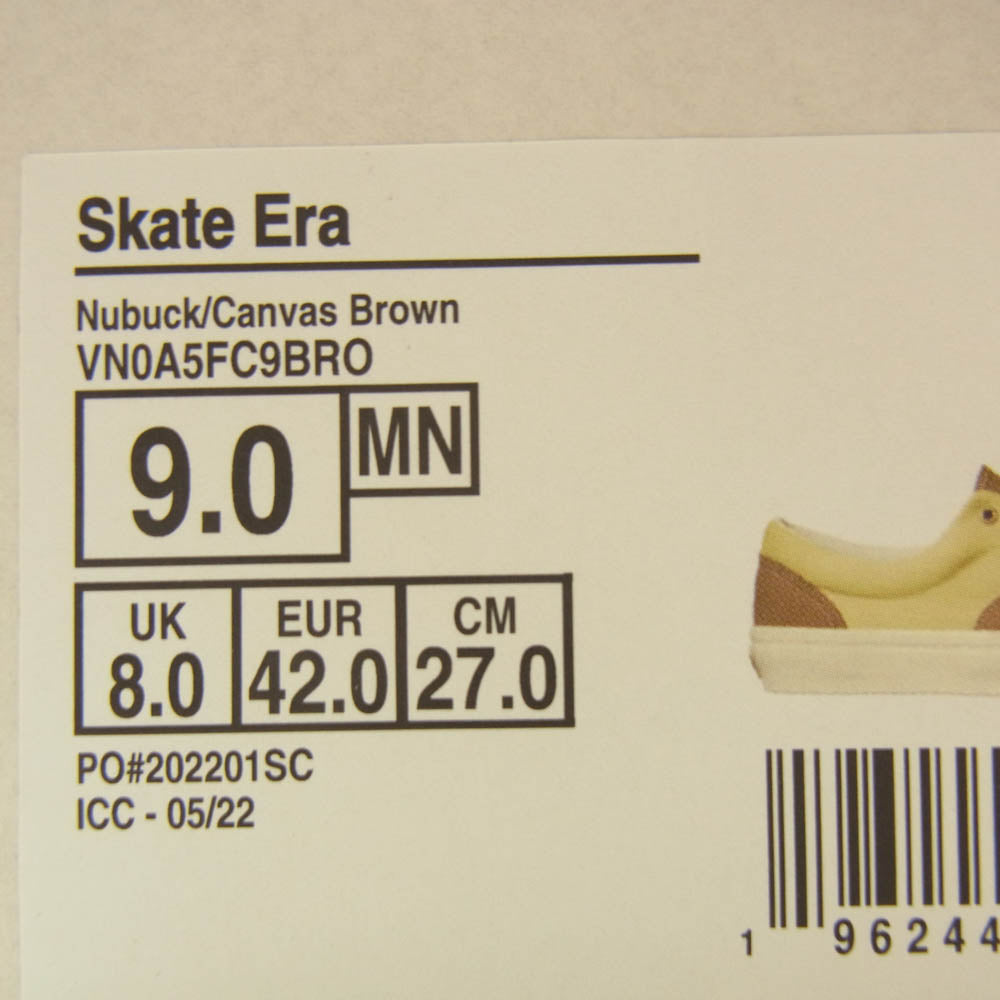 Skate Era
Nubuck/Canvas Brown
VN0A5FC9BRO
9.0 MN
UK EUR CM
8.0 42.0 27.0
PO#202201SC
ICC - 05/22
1 96244